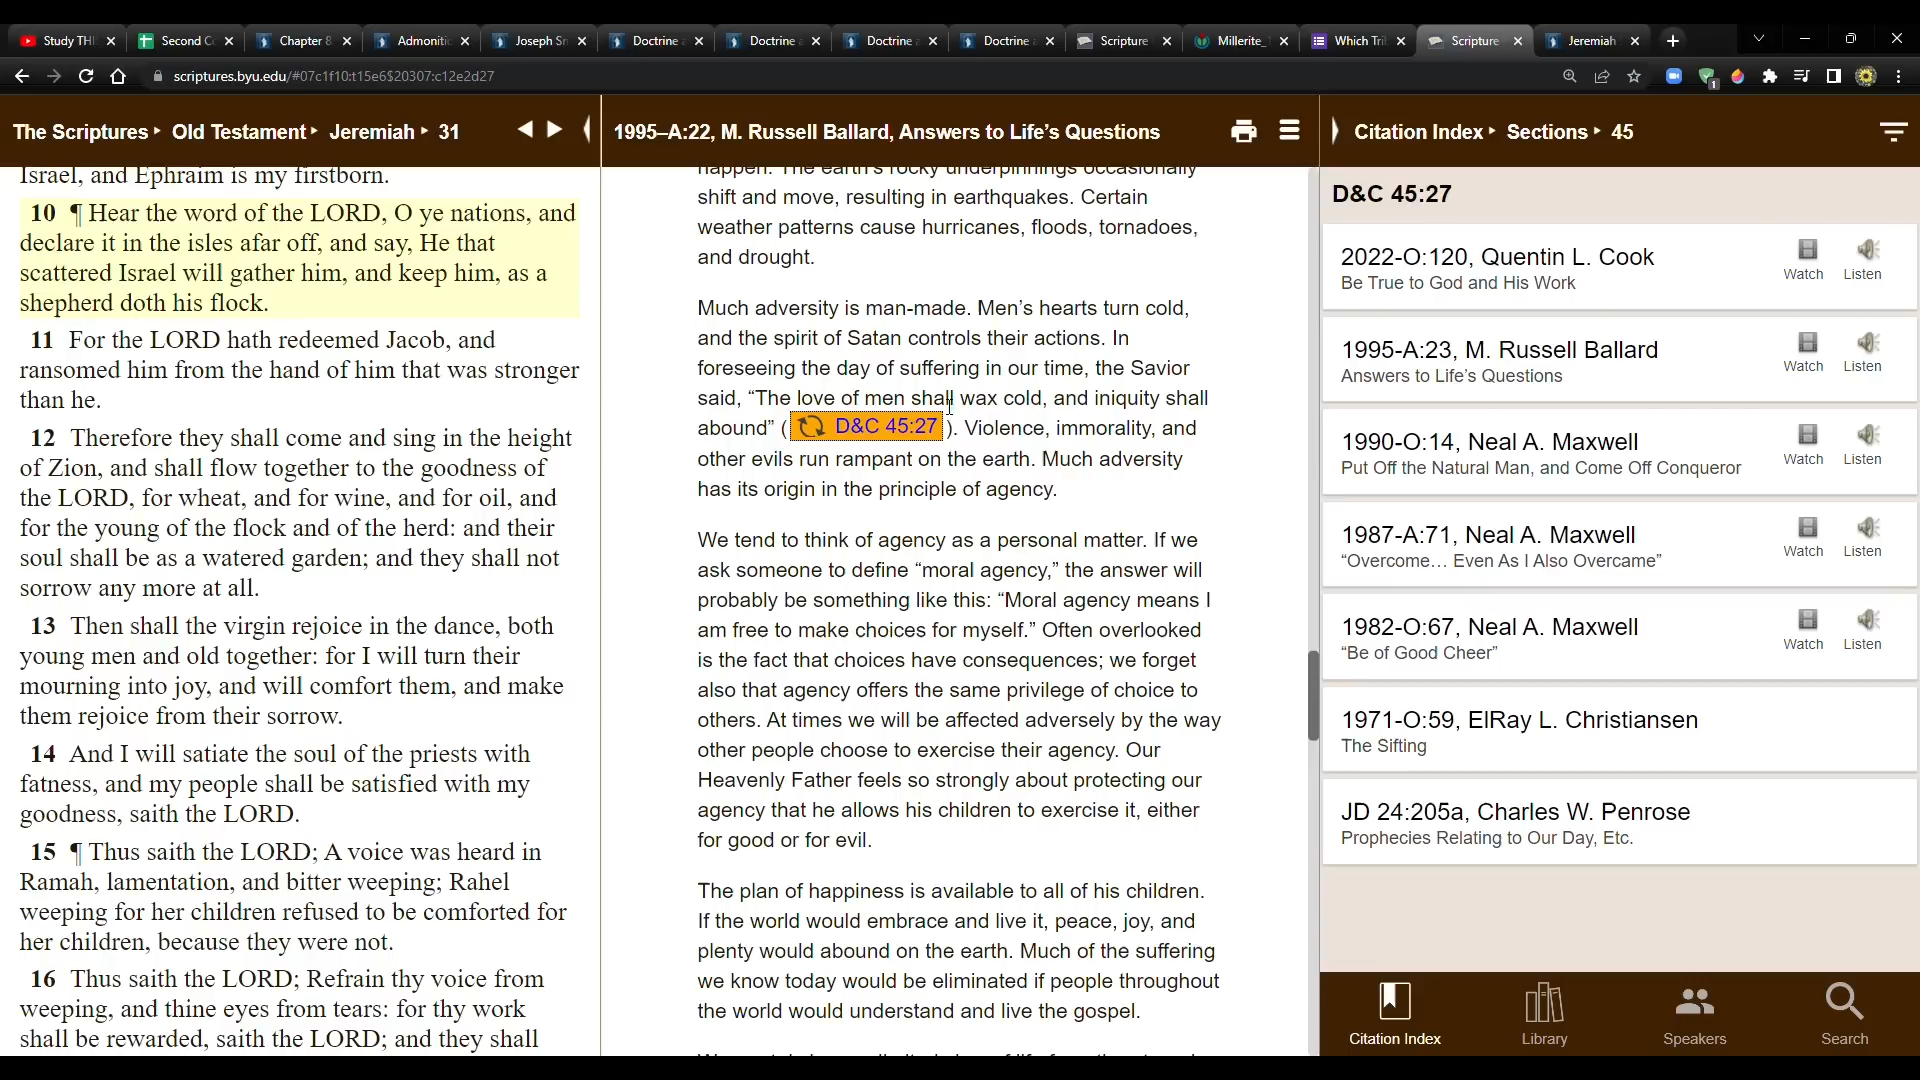 Study TH
Second C
Chapter 8
Admoniti
Joseph Sm
Doctrine a
Doctrine a
Doctrine a
Doctrine a
Scripture
Millerite_
Which Tri
Scripture
Jeremiah
scriptures.byu.edu/#07c1f10:t15e6$20307:c12e2d27
1
The Scriptures ▸ Old Testament ▸ Jeremiah ▸ 31
Israel, and Ephraim is my firstborn.
10 ¶ Hear the word of the LORD, O ye nations, and
declare it in the isles afar off, and say, He that
scattered Israel will gather him, and keep him, as a
shepherd doth his flock.
11 For the LORD hath redeemed Jacob, and
ransomed him from the hand of him that was stronger
than he.
12 Therefore they shall come and sing in the height
of Zion, and shall flow together to the goodness of
the LORD, for wheat, and for wine, and for oil, and
for the young of the flock and of the herd: and their
soul shall be as a watered garden; and they shall not
sorrow any more at all.
13 Then shall the virgin rejoice in the dance, both
young men and old together: for I will turn their
mourning into joy, and will comfort them, and make
them rejoice from their sorrow.
14 And I will satiate the soul of the priests with
fatness, and my people shall be satisfied with my
goodness, saith the LORD.
15 ¶ Thus saith the LORD; A voice was heard in
Ramah, lamentation, and bitter weeping; Rahel
weeping for her children refused to be comforted for
her children, because they were not.
16 Thus saith the LORD; Refrain thy voice from
weeping, and thine eyes from tears: for thy work
shall be rewarded, saith the LORD; and they shall
1995–A:22, M. Russell Ballard, Answers to Life’s Questions
happen. The earth’s rocky underpinnings occasionally
shift and move, resulting in earthquakes. Certain
weather patterns cause hurricanes, floods, tornadoes,
and drought.
Much adversity is man-made. Men’s hearts turn cold,
and the spirit of Satan controls their actions. In
foreseeing the day of suffering in our time, the Savior
said, “The love of men shall wax cold, and iniquity shall
abound” ( D&C 45:27 ). Violence, immorality, and
other evils run rampant on the earth. Much adversity
has its origin in the principle of agency.
We tend to think of agency as a personal matter. If we
ask someone to define “moral agency,” the answer will
probably be something like this: “Moral agency means I
am free to make choices for myself.” Often overlooked
is the fact that choices have consequences; we forget
also that agency offers the same privilege of choice to
others. At times we will be affected adversely by the way
other people choose to exercise their agency. Our
Heavenly Father feels so strongly about protecting our
agency that he allows his children to exercise it, either
for good or for evil.
The plan of happiness is available to all of his children.
If the world would embrace and live it, peace, joy, and
plenty would abound on the earth. Much of the suffering
we know today would be eliminated if people throughout
the world would understand and live the gospel.
Citation Index ▸ Sections ▸ 45
D&C 45:27
2022-O:120, Quentin L. Cook
Be True to God and His Work
Watch Listen
1995-A:23, M. Russell Ballard
Answers to Life’s Questions
Watch Listen
1990-O:14, Neal A. Maxwell
Put Off the Natural Man, and Come Off Conqueror
Watch Listen
1987-A:71, Neal A. Maxwell
“Overcome… Even As I Also Overcame”
Watch Listen
1982-O:67, Neal A. Maxwell
“Be of Good Cheer”
Watch Listen
1971-O:59, ElRay L. Christiansen
The Sifting
JD 24:205a, Charles W. Penrose
Prophecies Relating to Our Day, Etc.
Citation Index
Library
Speakers
Search